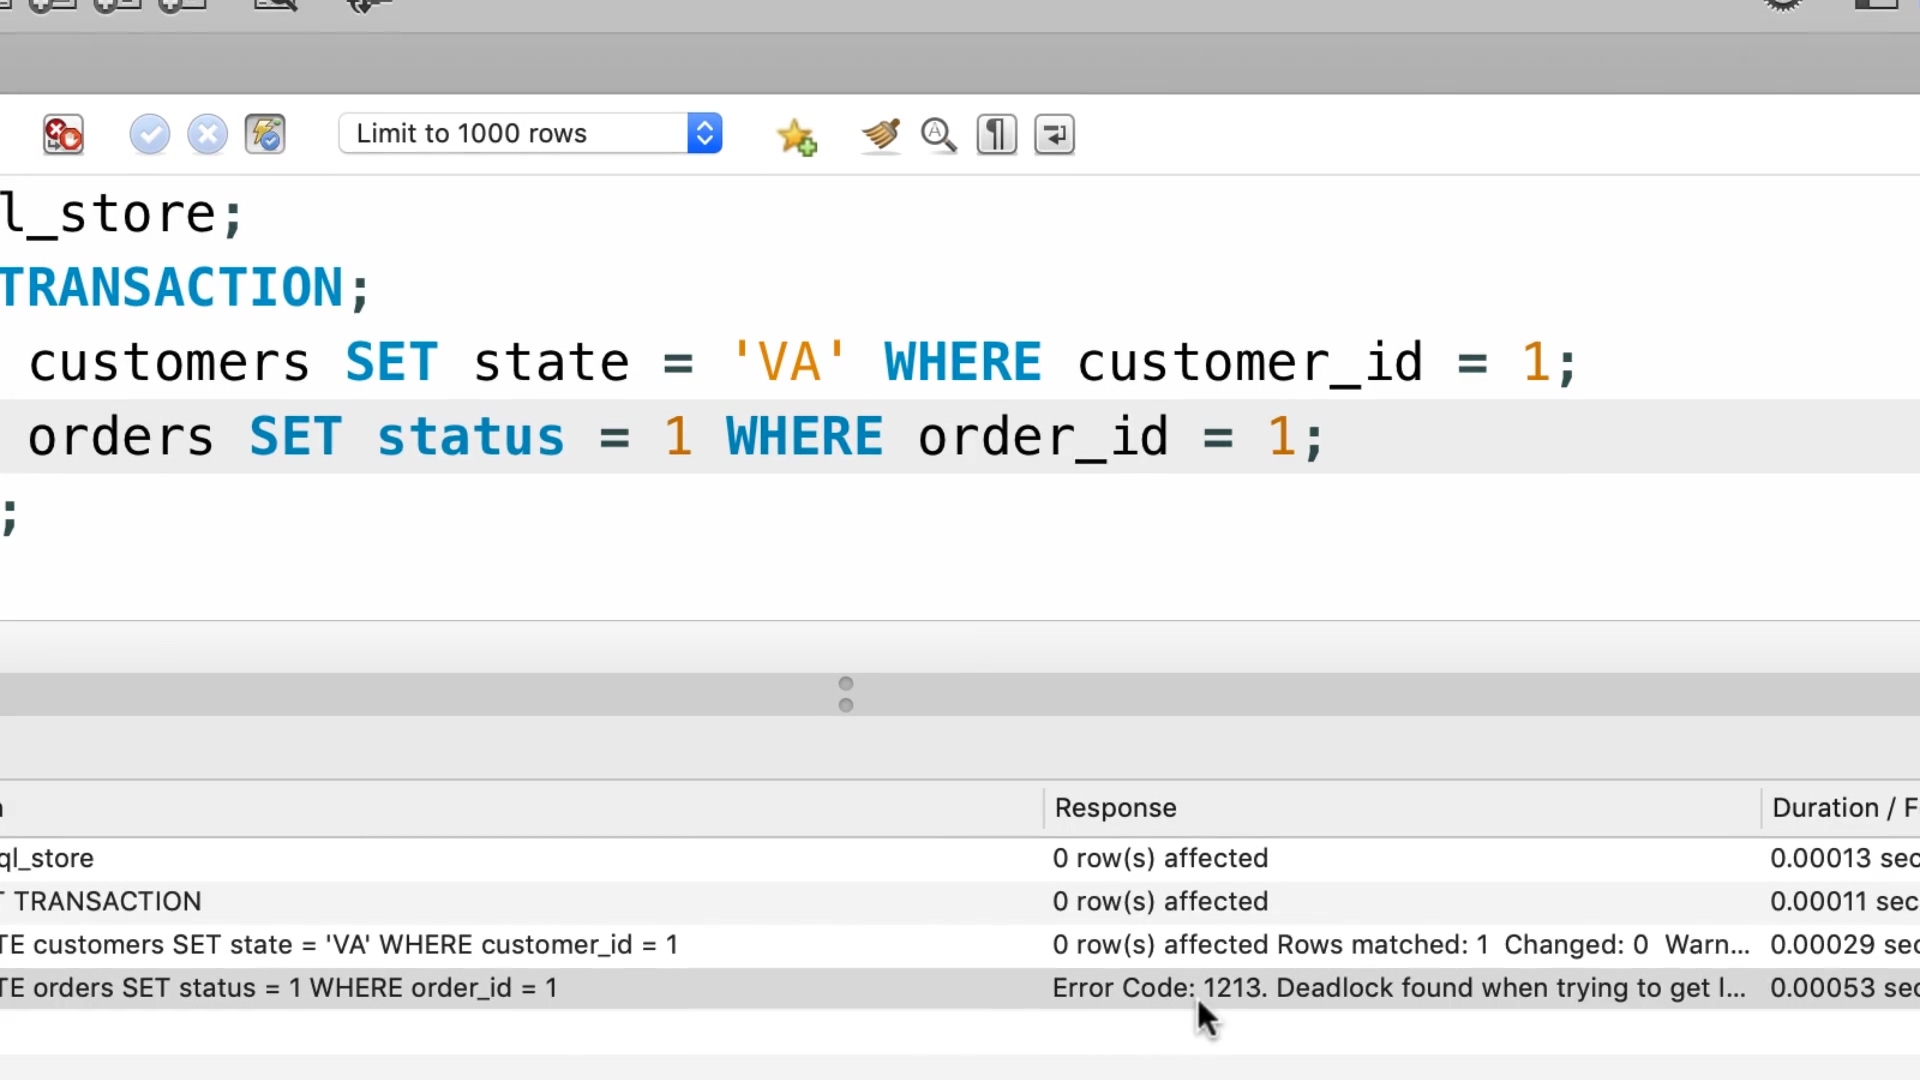 Limit to 1000 rows
l_store;
TRANSACTION;
customers SET state = 'VA' WHERE customer_id = 1;
orders SET status = 1 WHERE order_id = 1;
;
Response Duration / F
ql_store 0 row(s) affected 0.00013 sec
T TRANSACTION 0 row(s) affected 0.00011 sec
TE customers SET state = 'VA' WHERE customer_id = 1 0 row(s) affected Rows matched: 1 Changed: 0 Warn... 0.00029 sec
TE orders SET status = 1 WHERE order_id = 1 Error Code: 1213. Deadlock found when trying to get l... 0.00053 sec